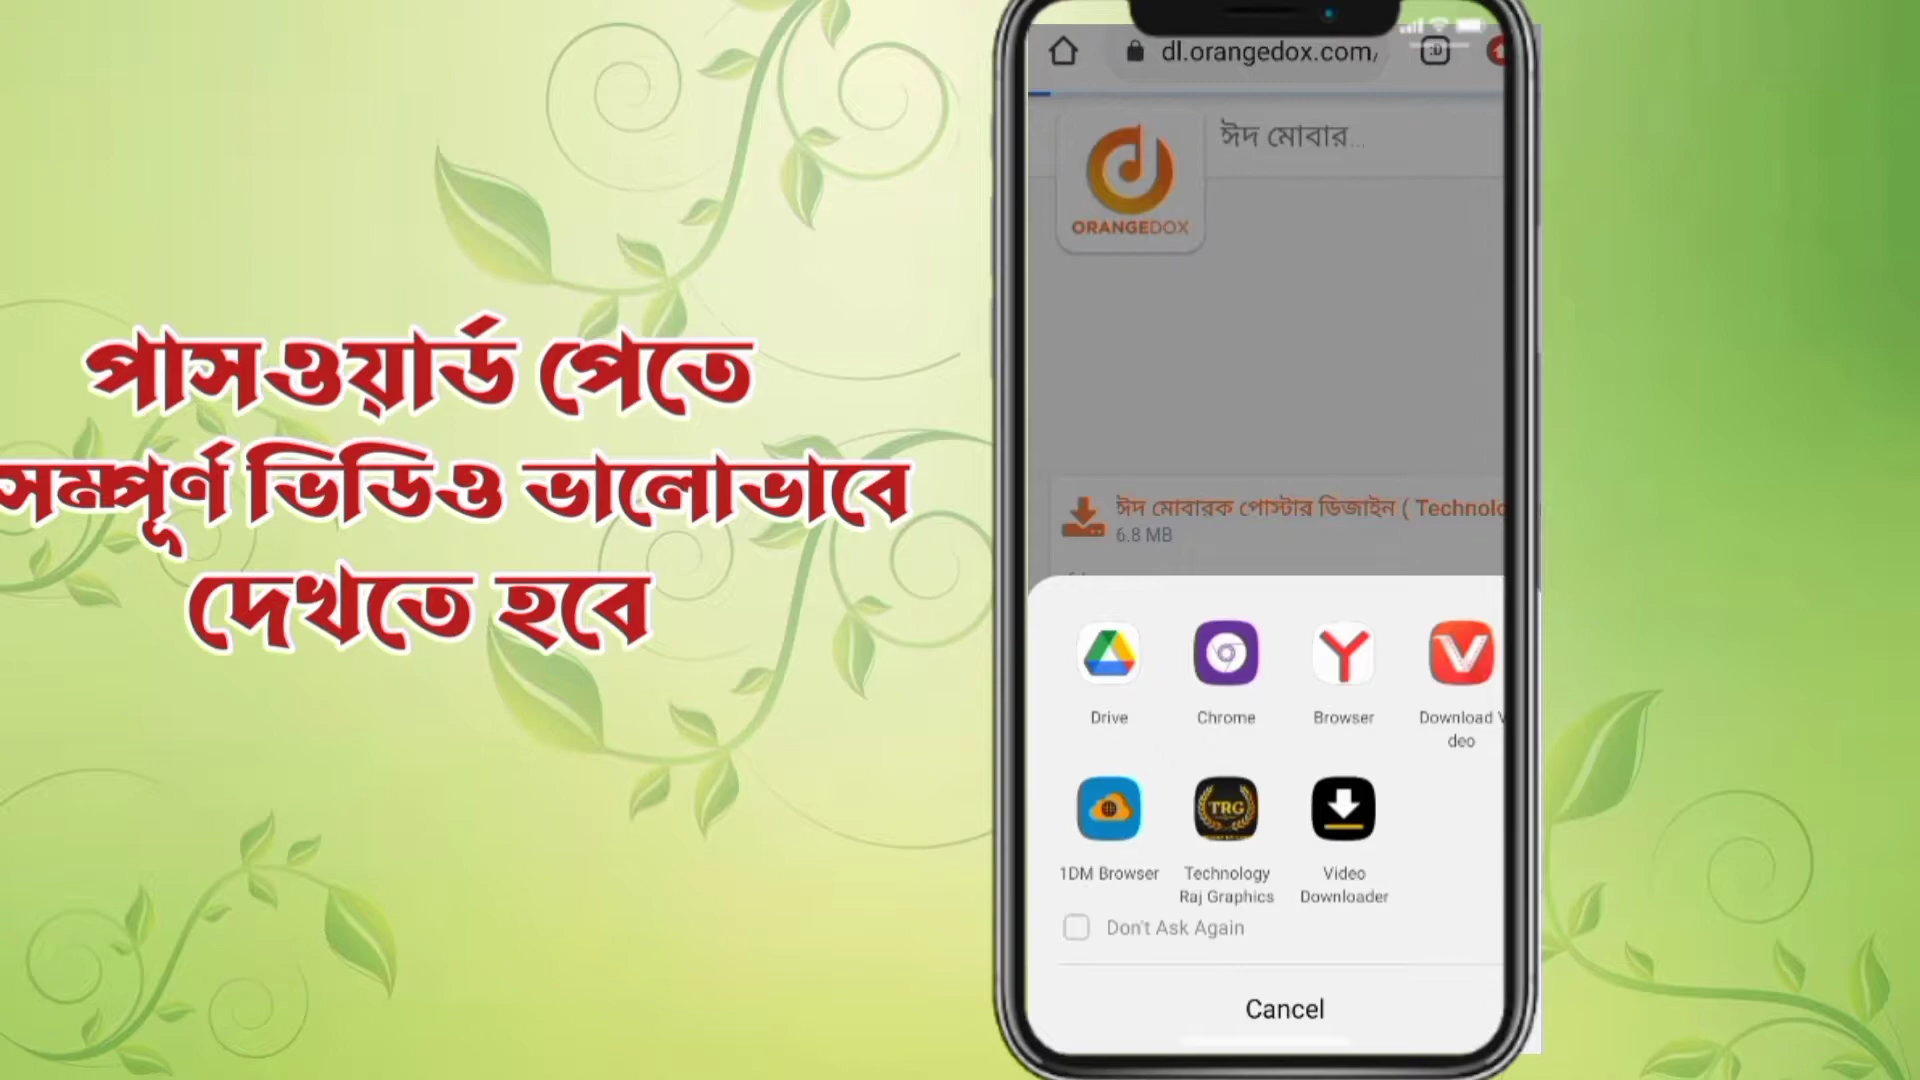 পাসওয়ার্ড পেতে
সম্পূর্ণ ভিডিও ভালোভাবে
দেখতে হবে
dl.orangedox.com/
:D
ঈদ মোবার...
ORANGEDOX
ঈদ মোবারক পোস্টার ডিজাইন ( Technolo
6.8 MB
Drive
Chrome
Browser
Download V
deo
TRG
1DM Browser
Technology
Raj Graphics
Video
Downloader
Don't Ask Again
Cancel